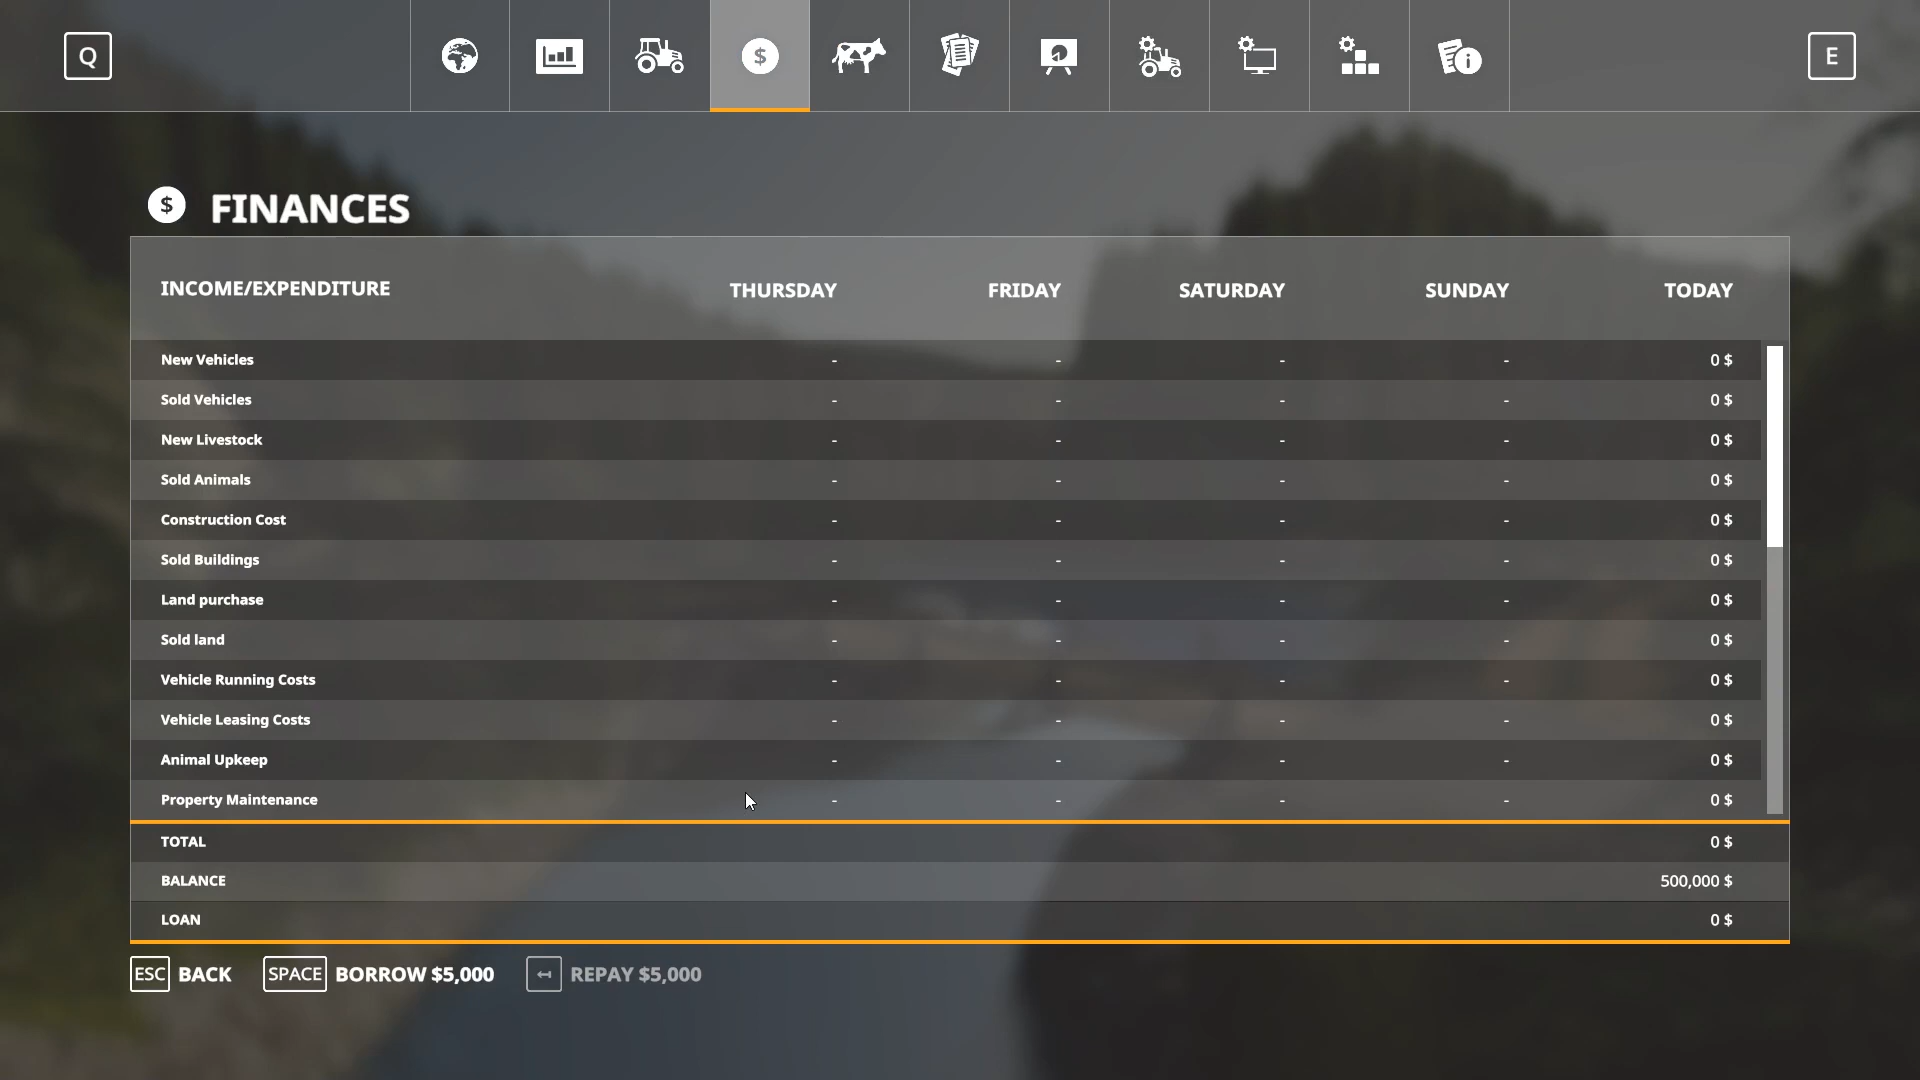 Q
$
i
E
$ FINANCES
INCOME/EXPENDITURE THURSDAY FRIDAY SATURDAY SUNDAY TODAY
New Vehicles - - - - 0 $
Sold Vehicles - - - - 0 $
New Livestock - - - - 0 $
Sold Animals - - - - 0 $
Construction Cost - - - - 0 $
Sold Buildings - - - - 0 $
Land purchase - - - - 0 $
Sold land - - - - 0 $
Vehicle Running Costs - - - - 0 $
Vehicle Leasing Costs - - - - 0 $
Animal Upkeep - - - - 0 $
Property Maintenance - - - - 0 $
TOTAL 0 $
BALANCE 500,000 $
LOAN 0 $
ESC BACK SPACE BORROW $5,000 REPAY $5,000